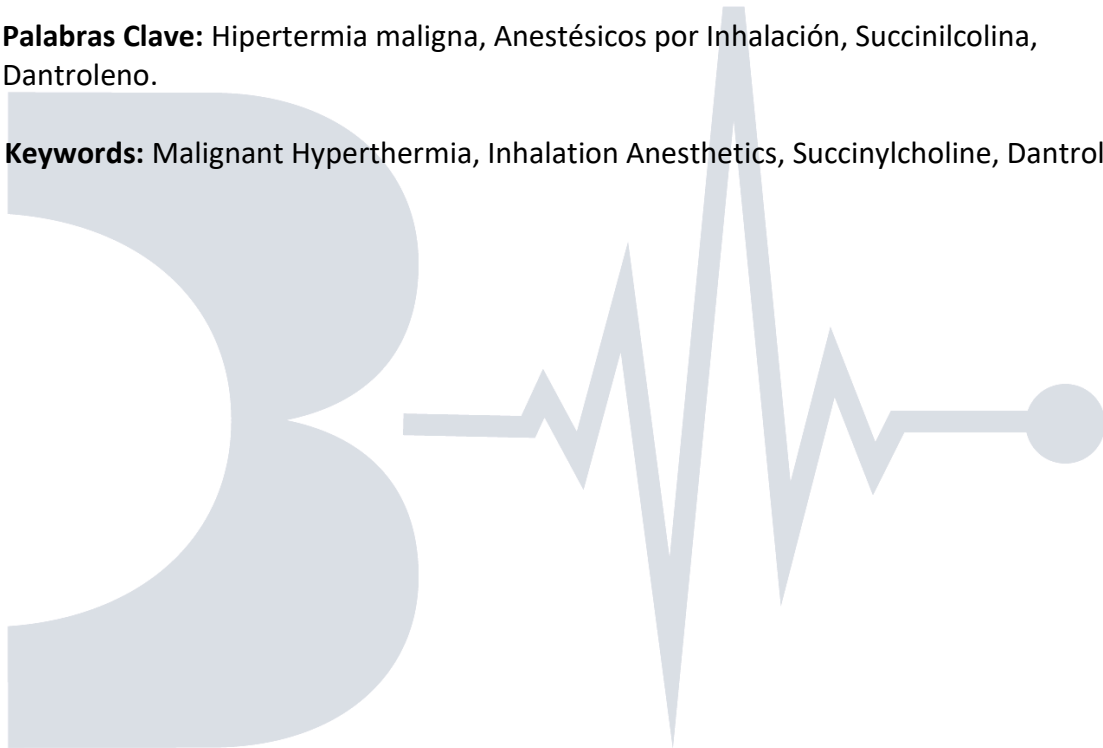 Palabras Clave: Hipertermia maligna, Anestésicos por Inhalación, Succinilcolina,
Dantroleno.
Keywords: Malignant Hyperthermia, Inhalation Anesthetics, Succinylcholine, Dantrol